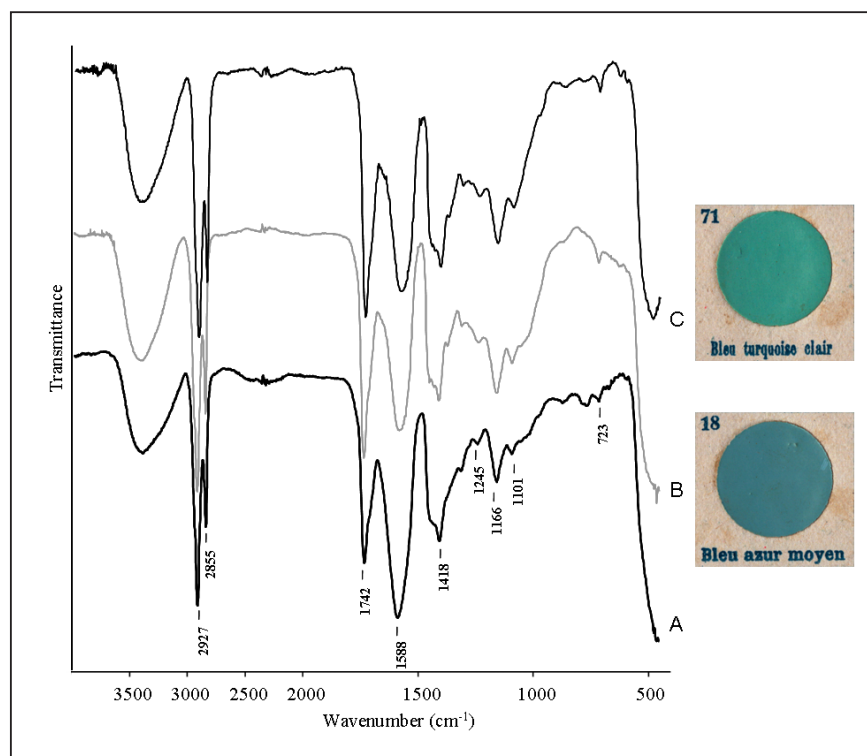 Transmittance
3500 3000 2500 2000 1500 1000 500
Wavenumber (cm⁻¹)
2927
2855
1742
1588
1418
1245
1166
1101
723
C
B
A
71
Bleu turquoise clair
18
Bleu azur moyen